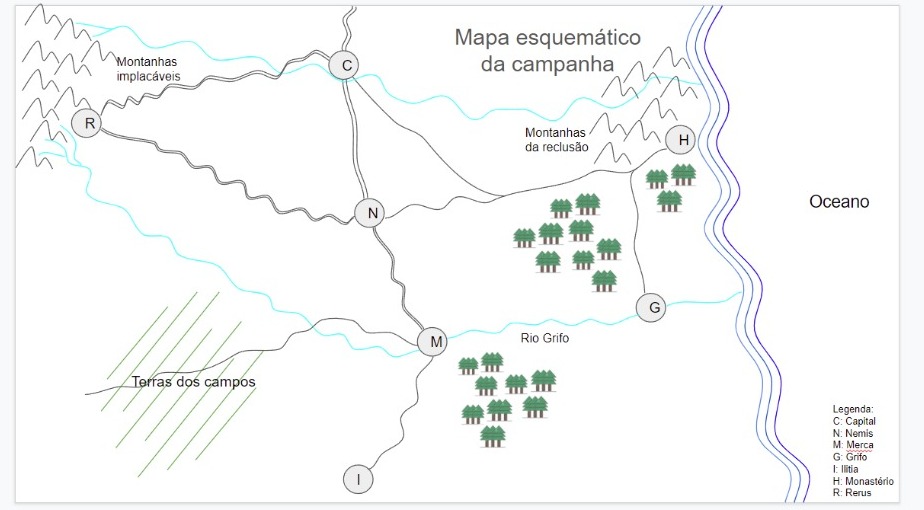 Mapa esquemático
da campanha
Montanhas
implacáveis
C
R
Montanhas
da reclusão
H
Oceano
N
G
Rio Grifo
M
Terras dos campos
I
Legenda:
C: Capital
N: Nemis
M: Merca
G: Grifo
I: Ilitia
H: Monastério
R: Rerus